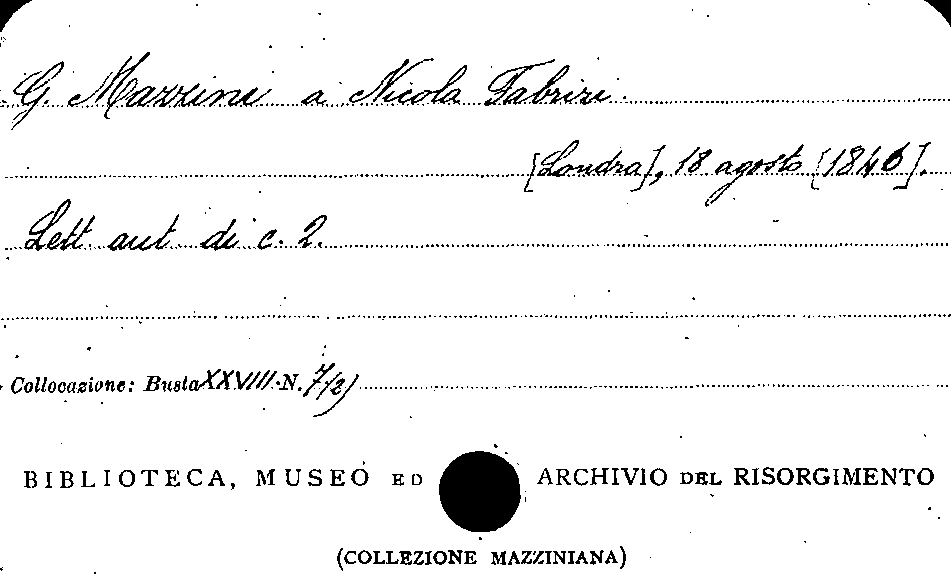 G. Mazzini a Nicola Fabrizi.
[Londra], 18 agosto [1846].
Lett. aut. di c. 2.
Collocazione: Busta XXVIII N. 7/2)
BIBLIOTECA, MUSEO ED ARCHIVIO DEL RISORGIMENTO
(COLLEZIONE MAZZINIANA)